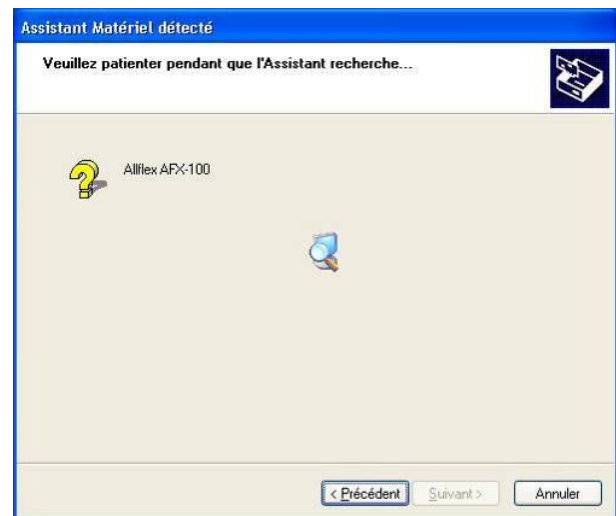 Assistant Matériel détecté
Veuillez patienter pendant que l'Assistant recherche...
Allflex AFX-100
< Précédent
Suivant >
Annuler